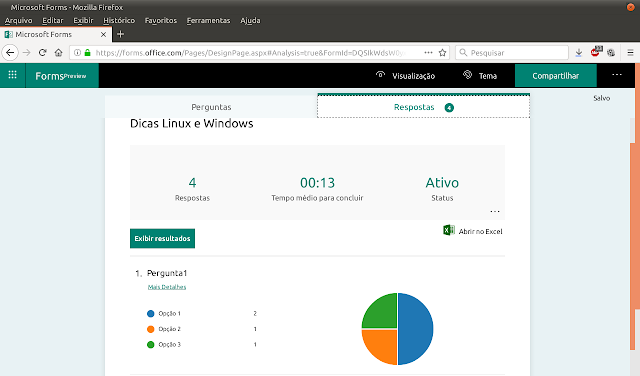 Microsoft Forms - Mozilla Firefox
Arquivo Editar Exibir Histórico Favoritos Ferramentas Ajuda
Microsoft Forms
https://forms.office.com/Pages/DesignPage.aspx#Analysis=true&FormId=DQSIkWdsW0
Pesquisar
Forms Preview
Visualização
Tema
Compartilhar
Perguntas
Respostas 4
Salvo
Dicas Linux e Windows
4
Respostas
00:13
Tempo médio para concluir
Ativo
Status
Exibir resultados
Abrir no Excel
1. Pergunta1
Mais Detalhes
Opção 1 2
Opção 2 1
Opção 3 1